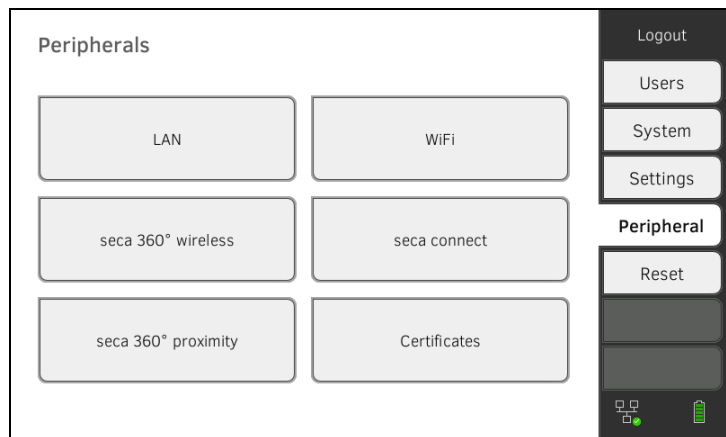 Peripherals
LAN
WiFi
seca 360° wireless
seca connect
seca 360° proximity
Certificates
Logout
Users
System
Settings
Peripheral
Reset